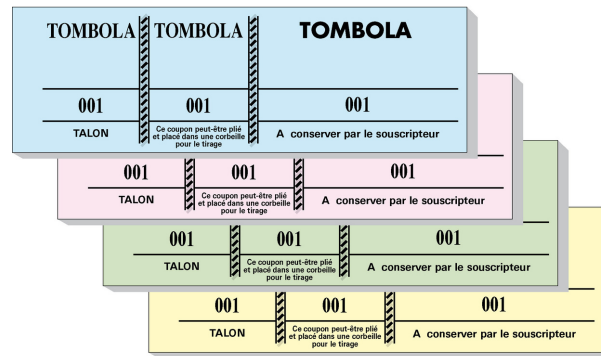 TOMBOLA TOMBOLA TOMBOLA
001 001 001
TALON Ce coupon peut-être plié et placé dans une corbeille pour le tirage A conserver par le souscripteur
001 001 001
TALON Ce coupon peut-être plié et placé dans une corbeille pour le tirage A conserver par le souscripteur
001 001 001
TALON Ce coupon peut-être plié et placé dans une corbeille pour le tirage A conserver par le souscripteur
001 001 001
TALON Ce coupon peut-être plié et placé dans une corbeille pour le tirage A conserver par le souscripteur